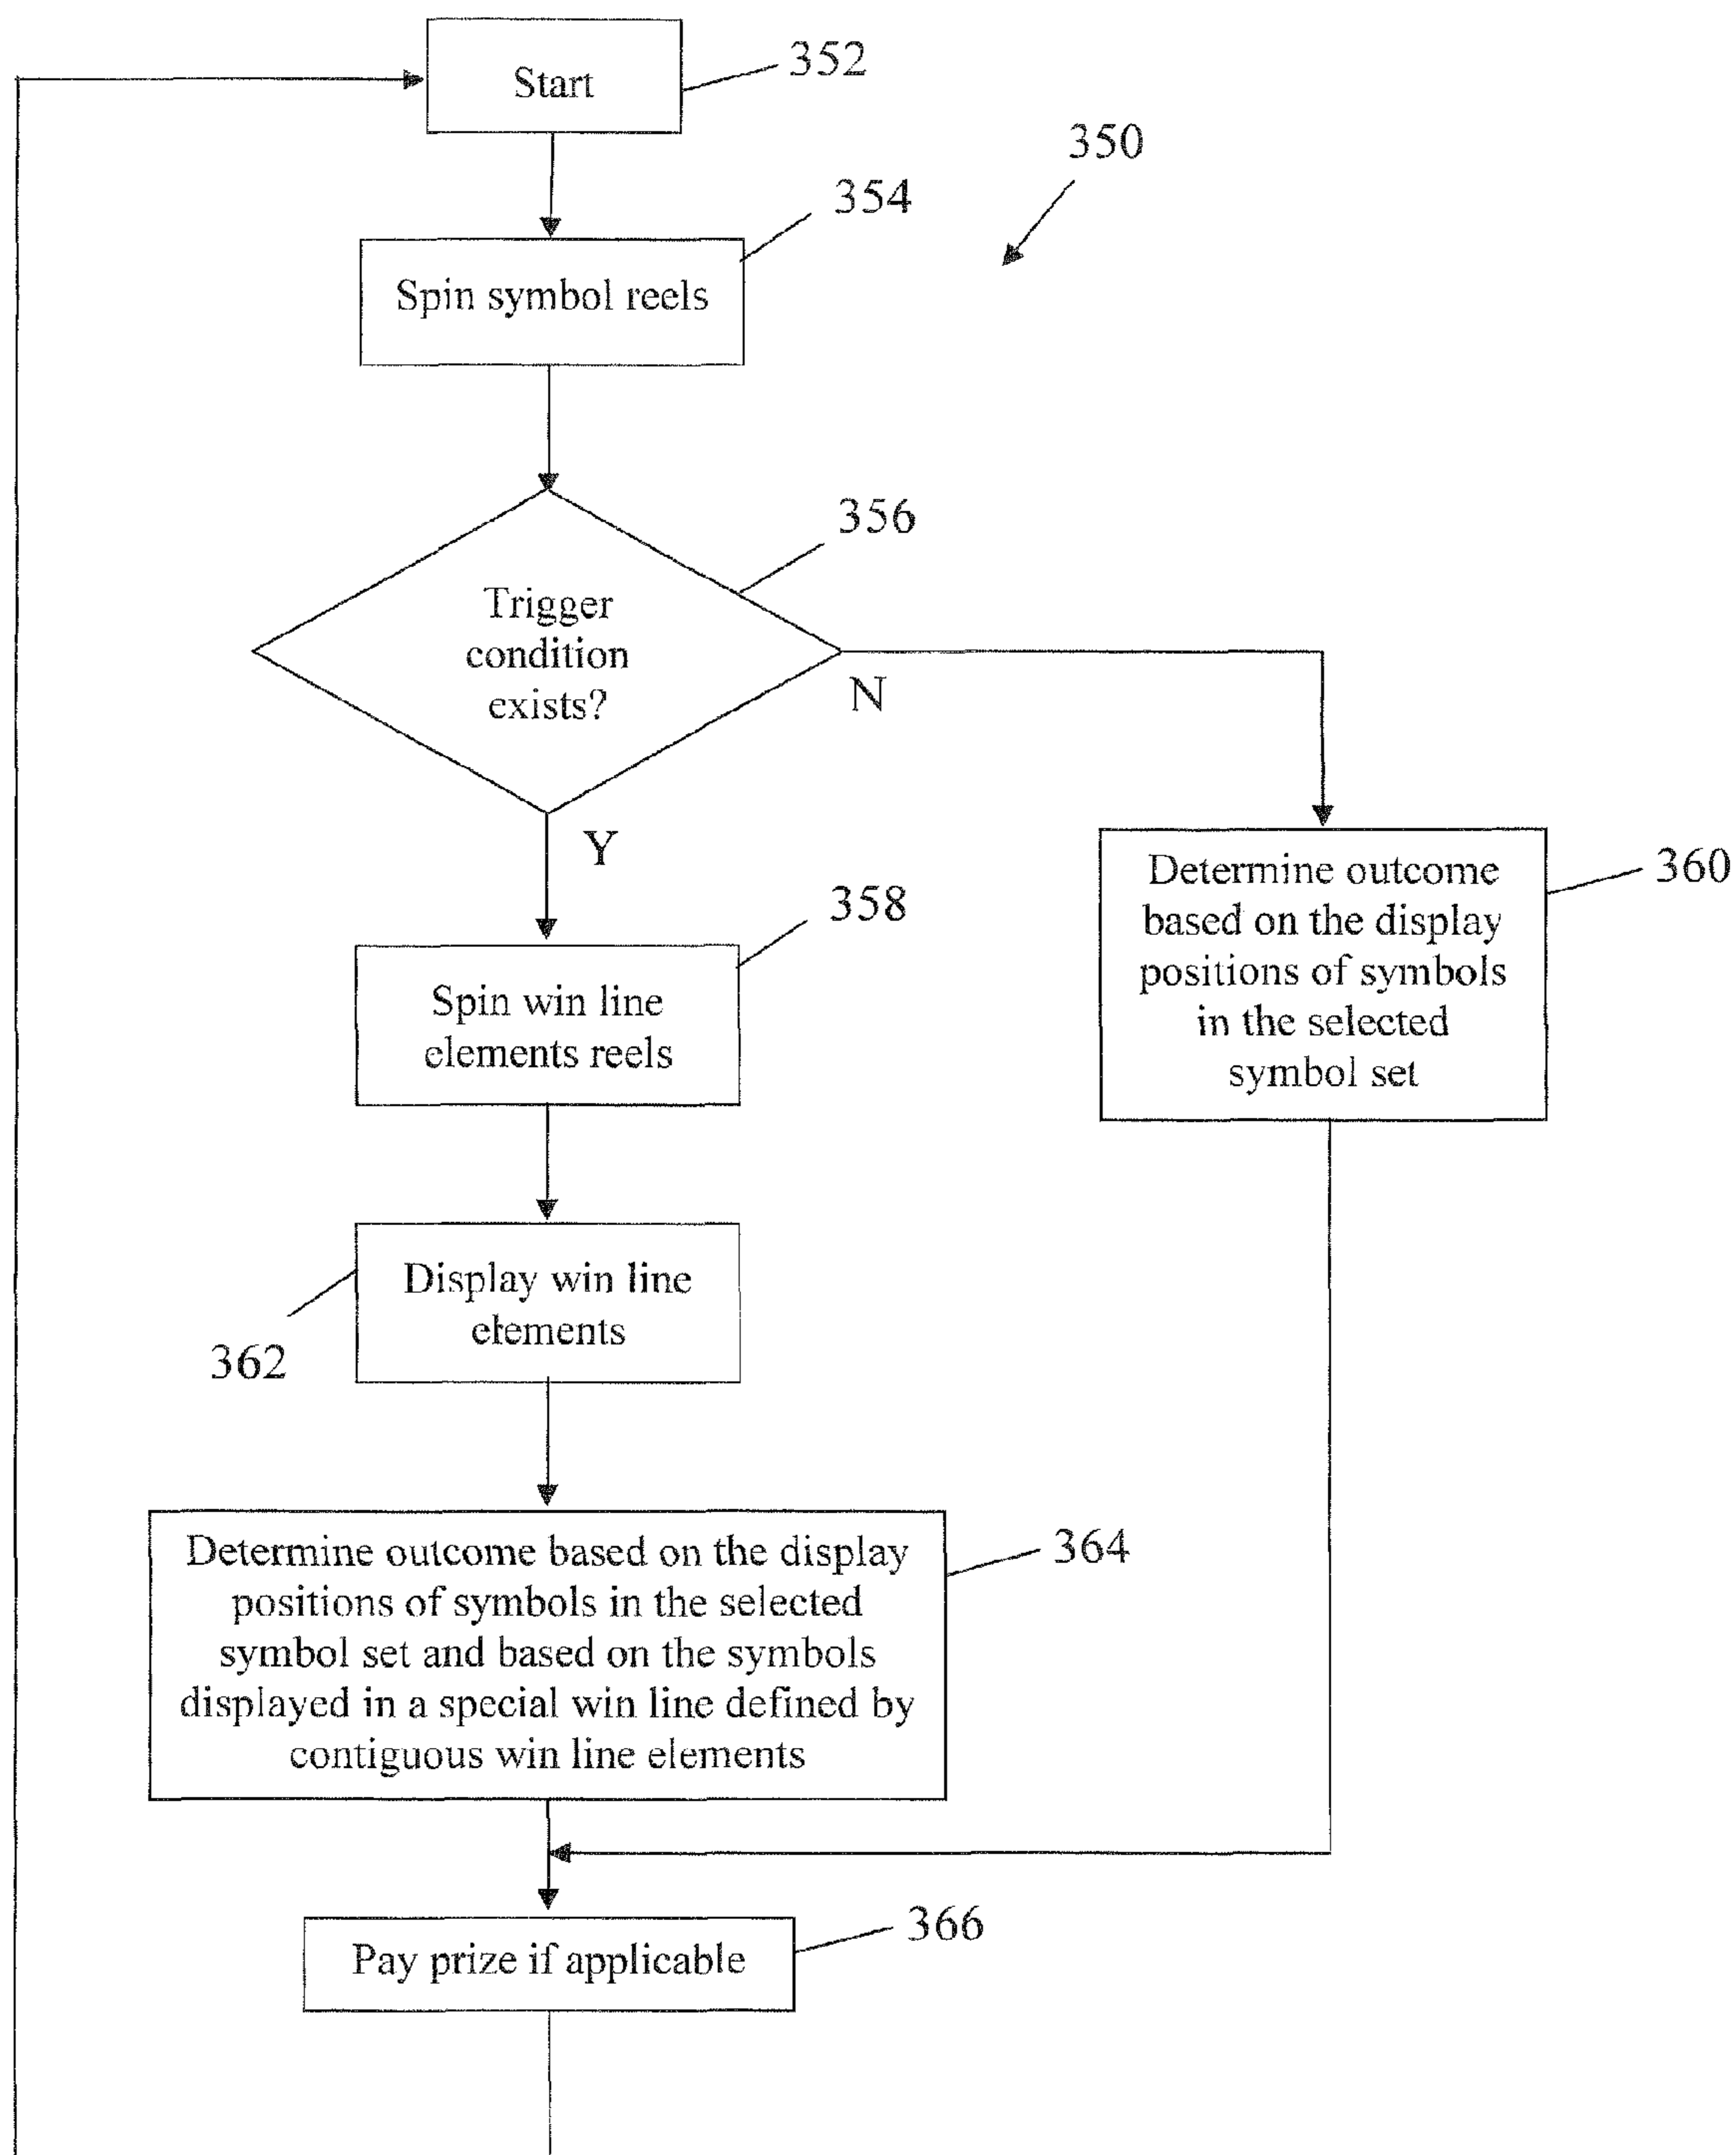 Start
352
350
354
Spin symbol reels
356
Trigger
condition
exists?
N
Y
358
Spin win line
elements reels
360
Determine outcome
based on the display
positions of symbols
in the selected
symbol set
Display win line
elements
362
364
Determine outcome based on the display
positions of symbols in the selected
symbol set and based on the symbols
displayed in a special win line defined by
contiguous win line elements
366
Pay prize if applicable